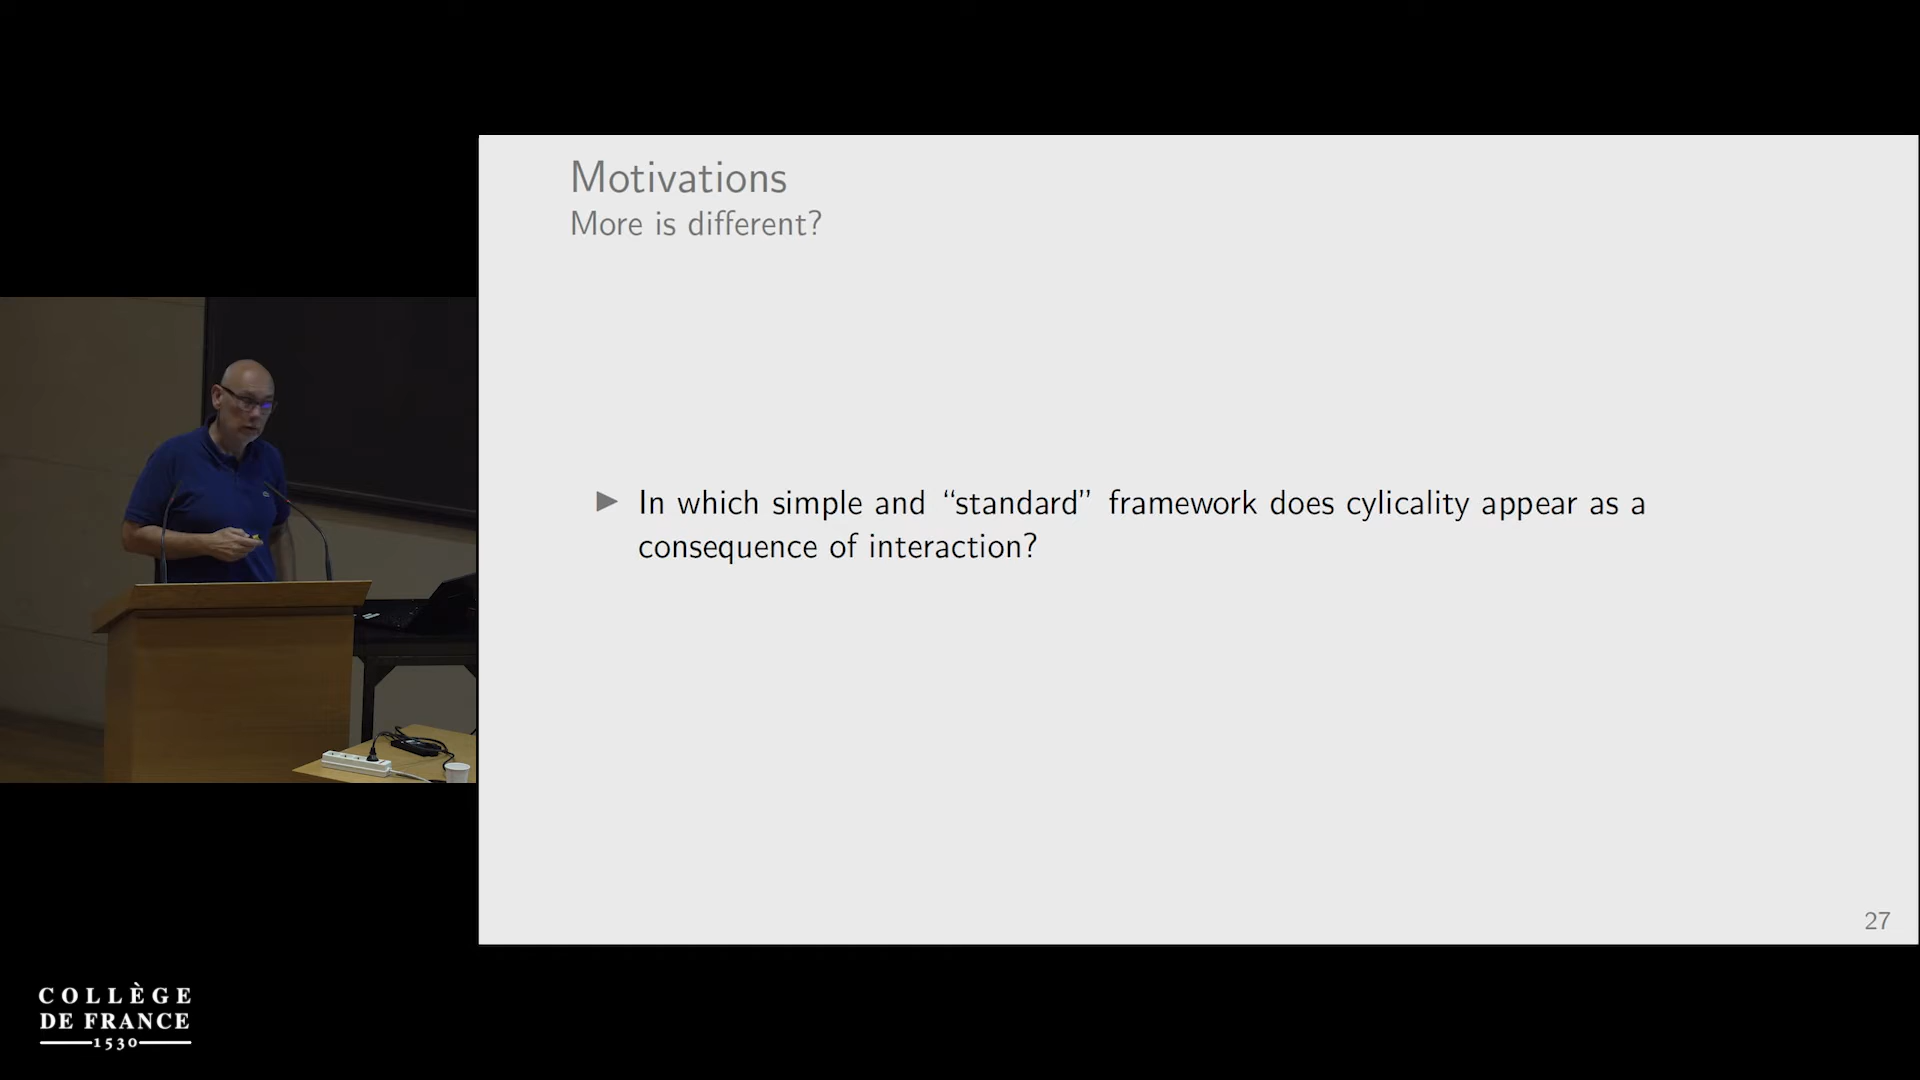 Motivations
More is different?
▶ In which simple and “standard” framework does cylicality appear as a
consequence of interaction?
27
COLLÈGE
DE FRANCE
1530